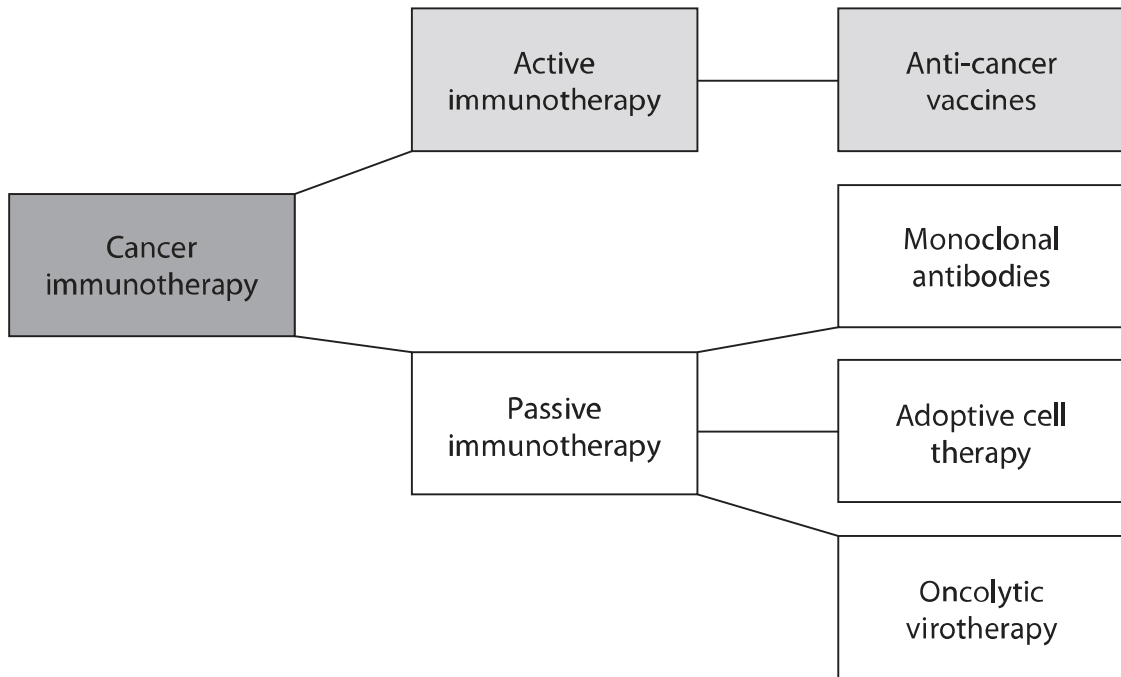 Active
immunotherapy
Anti-cancer
vaccines
Cancer
immunotherapy
Monoclonal
antibodies
Passive
immunotherapy
Adoptive cell
therapy
Oncolytic
virotherapy